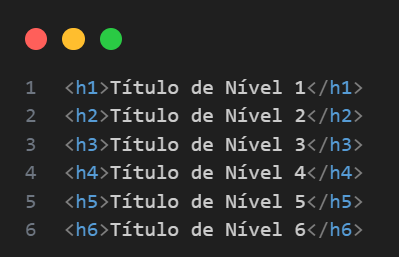 1 <h1>Título de Nível 1</h1>
2 <h2>Título de Nível 2</h2>
3 <h3>Título de Nível 3</h3>
4 <h4>Título de Nível 4</h4>
5 <h5>Título de Nível 5</h5>
6 <h6>Título de Nível 6</h6>